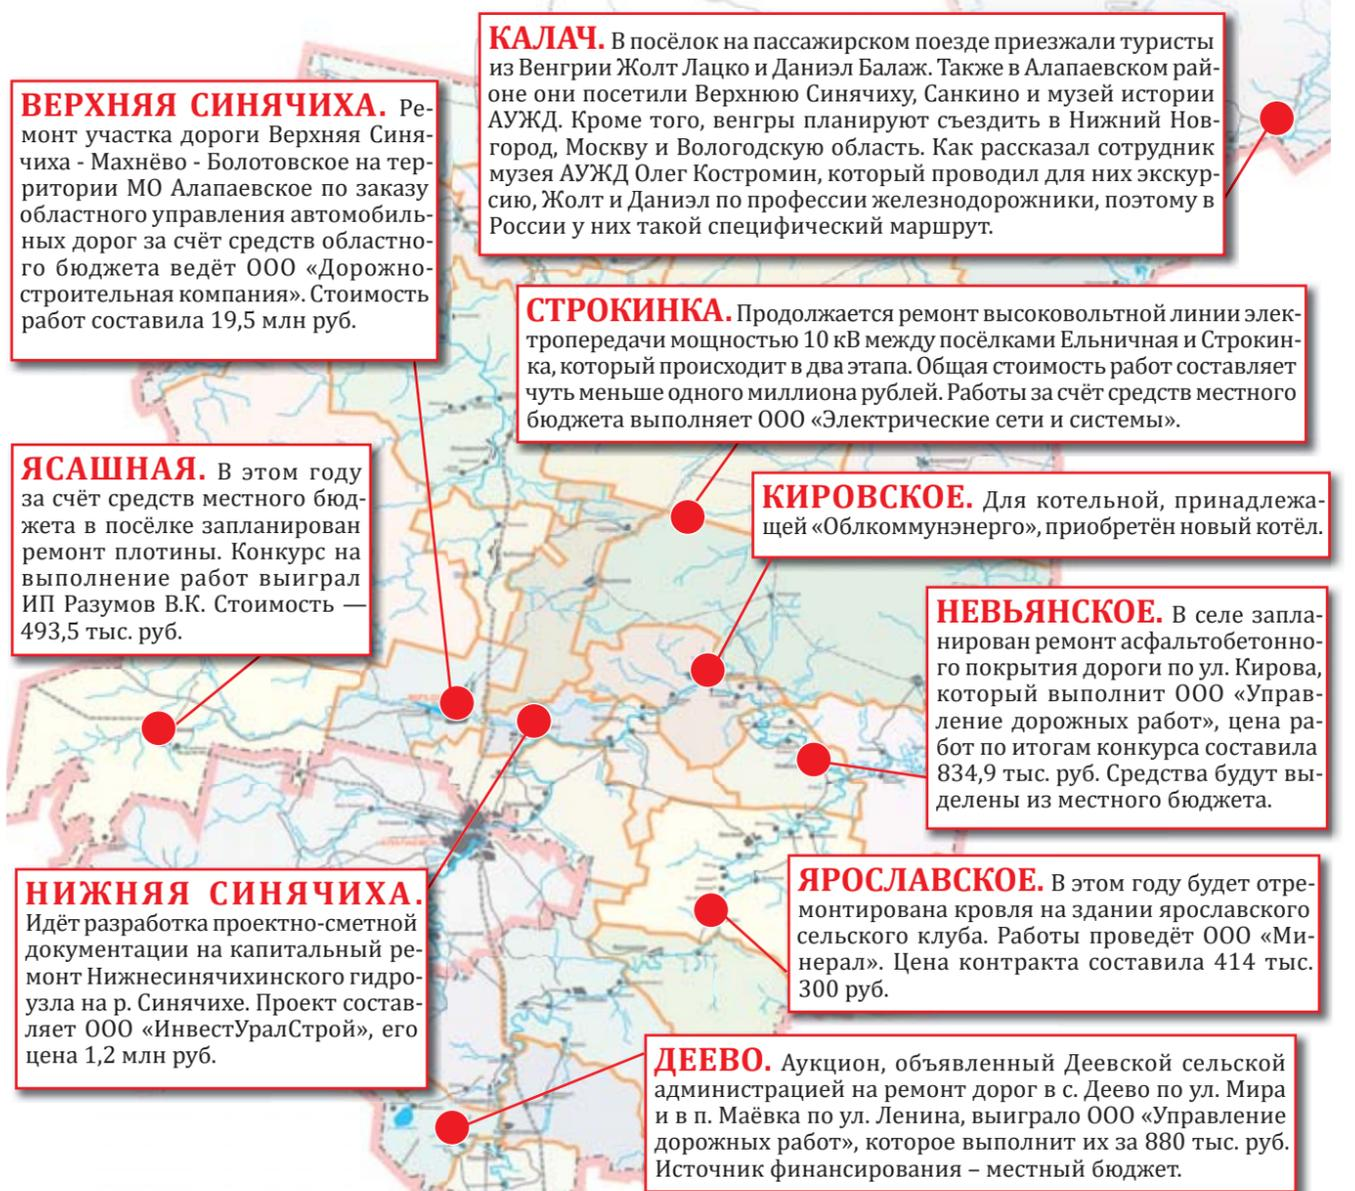 КАЛАЧ. В посёлок на пассажирском поезде приезжали туристы
из Венгрии Жолт Лацко и Даниэл Балаж. Также в Алапаевском рай-
оне они посетили Верхнюю Синячиху, Санкино и музей истории
АУЖД. Кроме того, венгры планируют съездить в Нижний Нов-
город, Москву и Вологодскую область. Как рассказал сотрудник
музея АУЖД Олег Костромин, который проводил для них экскур-
сию, Жолт и Даниэл по профессии железнодорожники, поэтому в
России у них такой специфический маршрут.
ВЕРХНЯЯ СИНЯЧИХА. Ре-
монт участка дороги Верхняя Синя-
чиха - Махнёво - Болотовское на тер-
ритории МО Алапаевское по заказу
областного управления автомобиль-
ных дорог за счёт средств областно-
го бюджета ведёт ООО «Дорожно-
строительная компания». Стоимость
работ составила 19,5 млн руб.
СТРОКИНКА. Продолжается ремонт высоковольтной линии элек-
тропередачи мощностью 10 кВ между посёлками Ельничная и Строкин-
ка, который происходит в два этапа. Общая стоимость работ составляет
чуть меньше одного миллиона рублей. Работы за счёт средств местного
бюджета выполняет ООО «Электрические сети и системы».
ЯСАШНАЯ. В этом году
за счёт средств местного бюд-
жета в посёлке запланирован
ремонт плотины. Конкурс на
выполнение работ выиграл
ИП Разумов В.К. Стоимость —
493,5 тыс. руб.
КИРОВСКОЕ. Для котельной, принадлежа-
щей «Облкоммунэнерго», приобретён новый котёл.
НЕВЬЯНСКОЕ. В селе запла-
нирован ремонт асфальтобетонно-
го покрытия дороги по ул. Кирова,
который выполнит ООО «Управ-
ление дорожных работ», цена ра-
бот по итогам конкурса составила
834,9 тыс. руб. Средства будут вы-
делены из местного бюджета.
НИЖНЯЯ СИНЯЧИХА.
Идёт разработка проектно-сметной
документации на капитальный ре-
монт Нижнесинячихинского гидро-
узла на р. Синячихе. Проект состав-
ляет ООО «ИнвестУралСтрой», его
цена 1,2 млн руб.
ЯРОСЛАВСКОЕ. В этом году будет отре-
монтирована кровля на здании ярославского
сельского клуба. Работы проведёт ООО «Ми-
нерал». Цена контракта составила 414 тыс.
300 руб.
ДЕЕВО. Аукцион, объявленный Деевской сельской
администрацией на ремонт дорог в с. Деево по ул. Мира
и в п. Маёвка по ул. Ленина, выиграло ООО «Управление
дорожных работ», которое выполнит их за 880 тыс. руб.
Источник финансирования – местный бюджет.